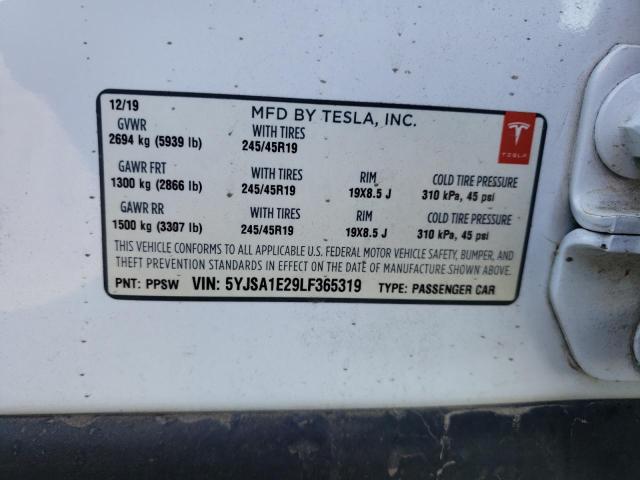 12/19 MFD BY TESLA, INC.
GVWR WITH TIRES
2694 kg (5939 lb) 245/45R19
TESLA
GAWR FRT WITH TIRES RIM COLD TIRE PRESSURE
1300 kg (2866 lb) 245/45R19 19X8.5 J 310 kPa, 45 psi
GAWR RR WITH TIRES RIM COLD TIRE PRESSURE
1500 kg (3307 lb) 245/45R19 19X8.5 J 310 kPa, 45 psi
THIS VEHICLE CONFORMS TO ALL APPLICABLE U.S. FEDERAL MOTOR VEHICLE SAFETY, BUMPER, AND
THEFT PREVENTION STANDARDS IN EFFECT ON THE DATE OF MANUFACTURE SHOWN ABOVE.
PNT: PPSW VIN: 5YJSA1E29LF365319 TYPE: PASSENGER CAR